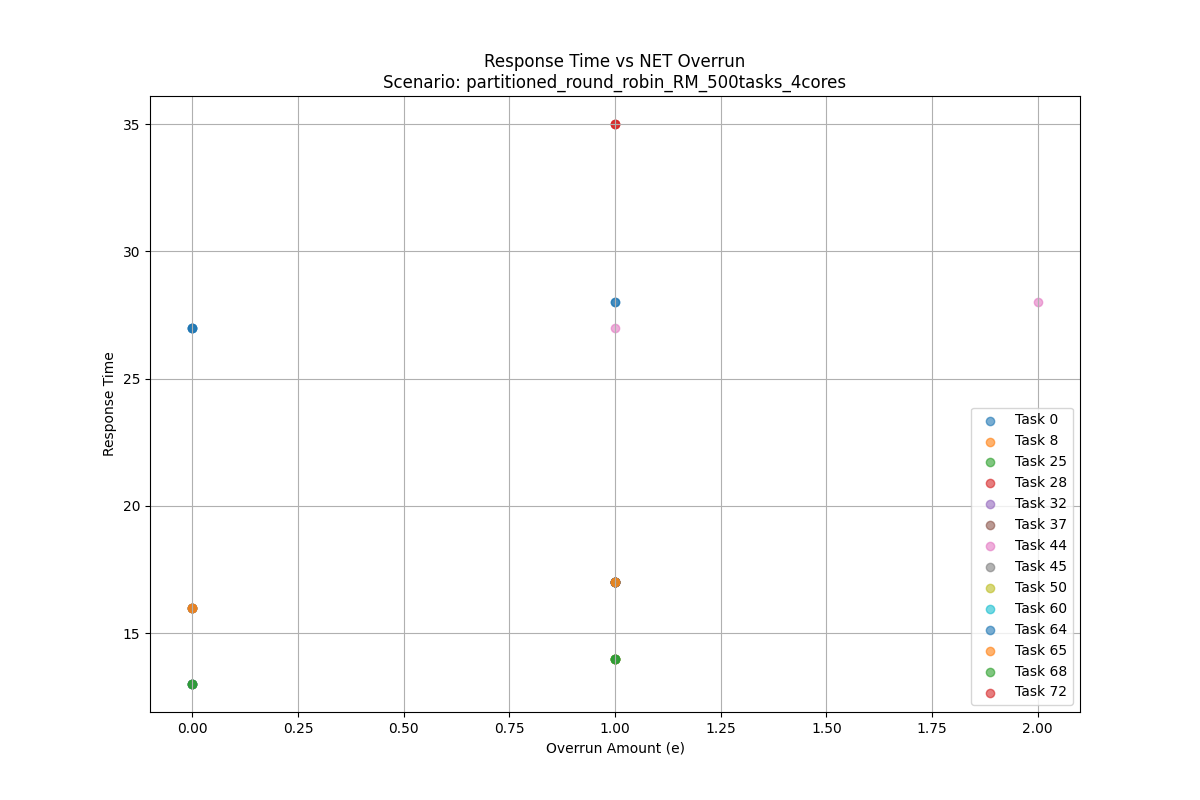 Response Time vs NET Overrun
Scenario: partitioned_round_robin_RM_500tasks_4cores
35
30
25
20
15
Response Time
0.00 0.25 0.50 0.75 1.00 1.25 1.50 1.75 2.00
Overrun Amount (e)
Task 0
Task 8
Task 25
Task 28
Task 32
Task 37
Task 44
Task 45
Task 50
Task 60
Task 64
Task 65
Task 68
Task 72